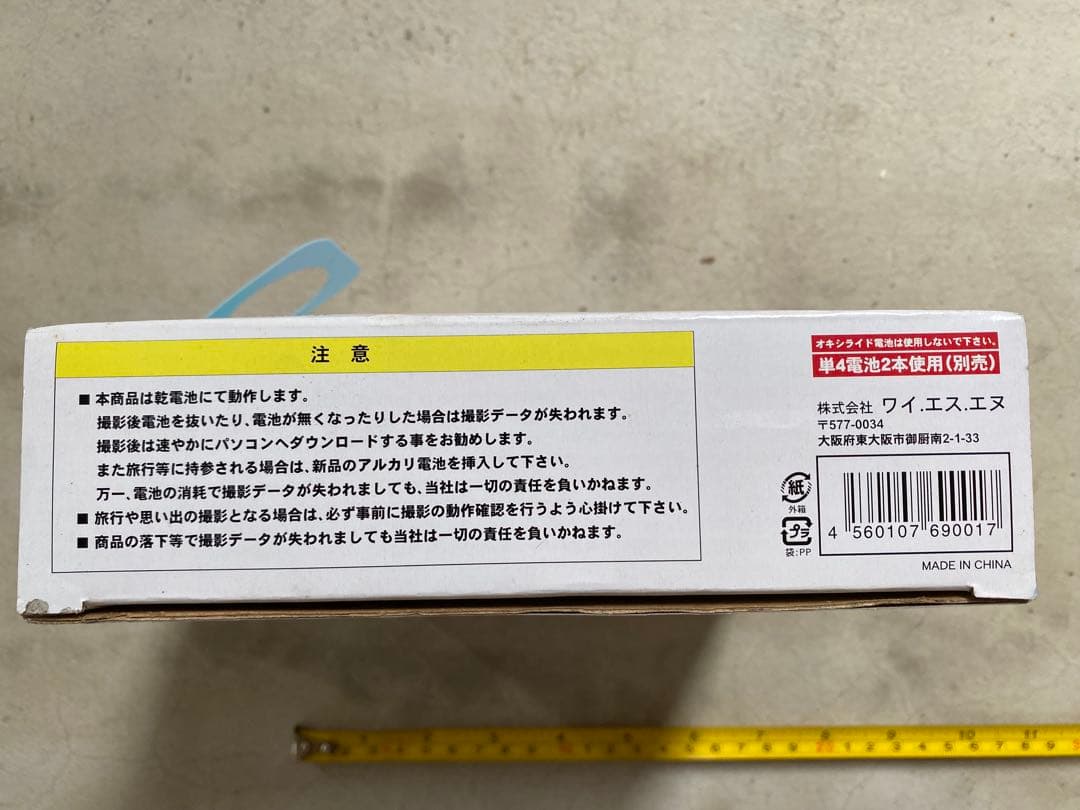 注 意
■ 本商品は乾電池にて動作します。
撮影後電池を抜いたり、電池が無くなったりした場合は撮影データが失われます。
撮影後は速やかにパソコンへダウンロードする事をお勧めします。
また旅行等に持参される場合は、新品のアルカリ電池を挿入して下さい。
万一、電池の消耗で撮影データが失われましても、当社は一切の責任を負いかねます。
■ 旅行や思い出の撮影となる場合は、必ず事前に撮影の動作確認を行うよう心掛けて下さい。
■ 商品の落下等で撮影データが失われましても当社は一切の責任を負いかねます。
オキシライド電池は使用しないで下さい。
単4電池2本使用(別売)
株式会社 ワイ.エス.エヌ
〒577-0034
大阪府東大阪市御厨南2-1-33
紙
外箱
プラ
袋:PP
4 560107 690017
MADE IN CHINA